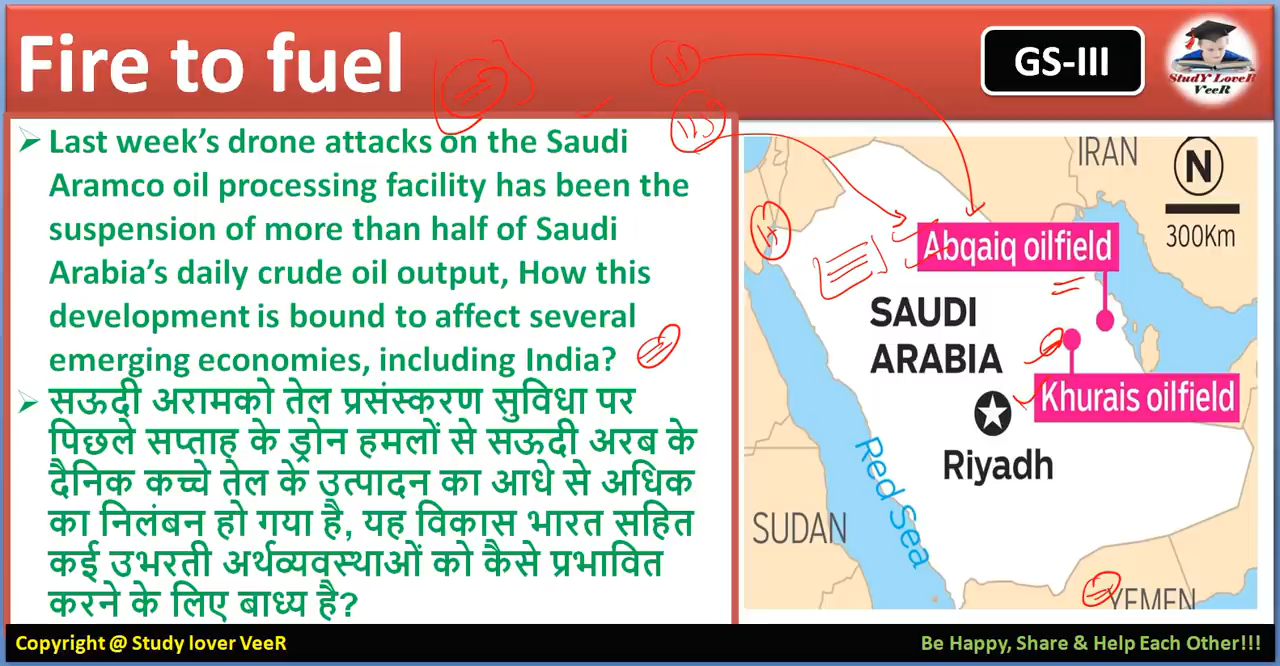 Fire to fuel
GS-III
StudY LoveR
VeeR
➤ Last week's drone attacks on the Saudi
Aramco oil processing facility has been the
suspension of more than half of Saudi
Arabia's daily crude oil output, How this
development is bound to affect several
emerging economies, including India?
➤ सऊदी अरामको तेल प्रसंस्करण सुविधा पर
पिछले सप्ताह के ड्रोन हमलों से सऊदी अरब के
दैनिक कच्चे तेल के उत्पादन का आधे से अधिक
का निलंबन हो गया है, यह विकास भारत सहित
कई उभरती अर्थव्यवस्थाओं को कैसे प्रभावित
करने के लिए बाध्य है?
IRAN
N
300Km
Abqaiq oilfield
SAUDI
ARABIA
Khurais oilfield
Riyadh
Red Sea
SUDAN
YEMEN
Copyright @ Study lover VeeR
Be Happy, Share & Help Each Other!!!